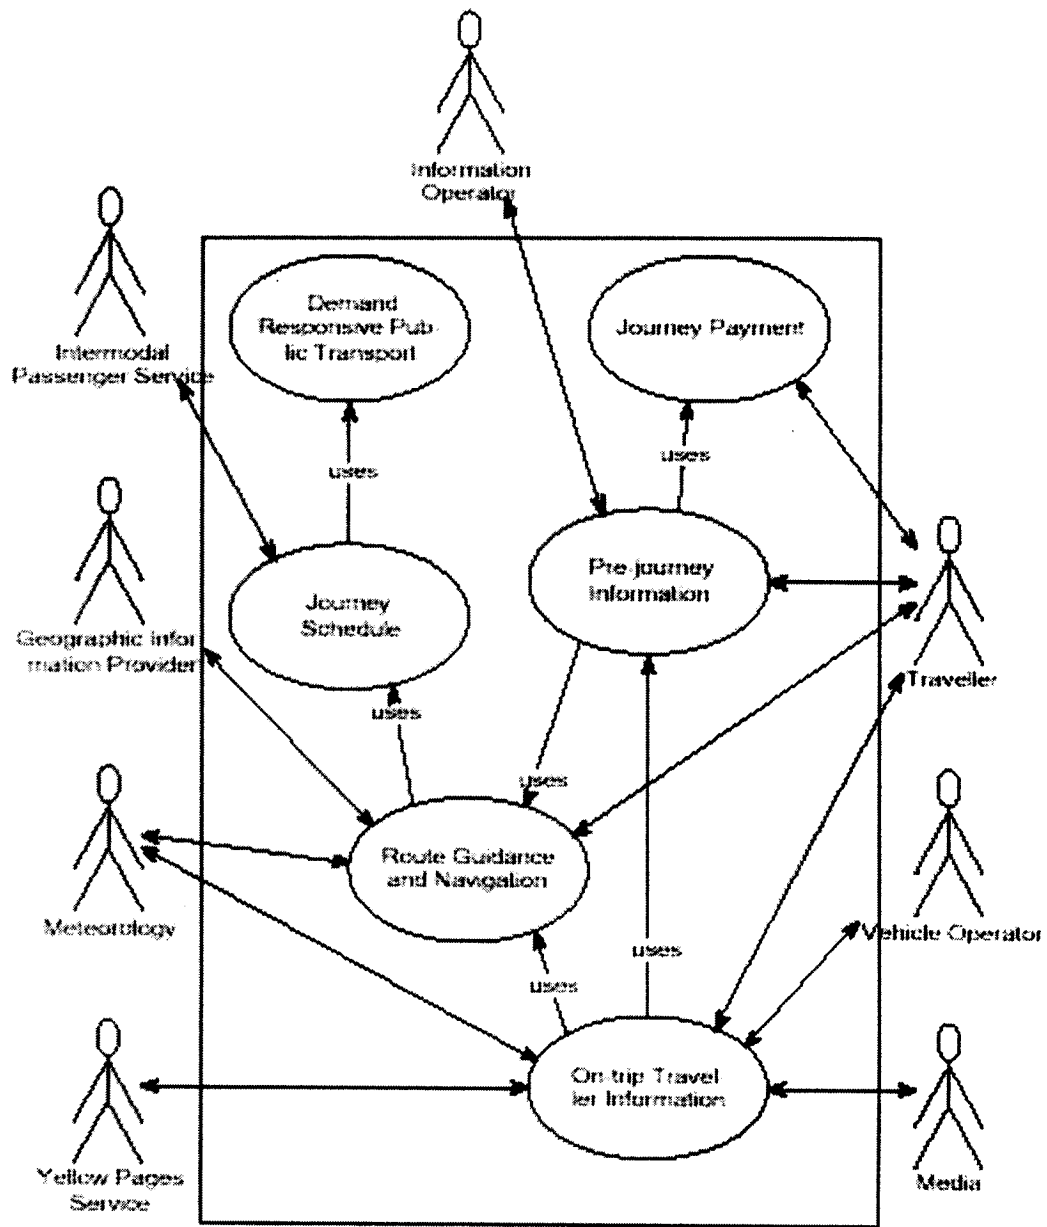 Information
Operator
Intermodal
Passenger Service
Demand
Responsive Pub-
lic Transport
Journey Payment
uses
uses
Geographic Infor
mation Provider
Journey
Schedule
Pre-journey
Information
Traveller
uses
uses
Meteorology
Route Guidance
and Navigation
Vehicle Operator
uses
uses
Yellow Pages
Service
On-trip Travel
ler Information
Media